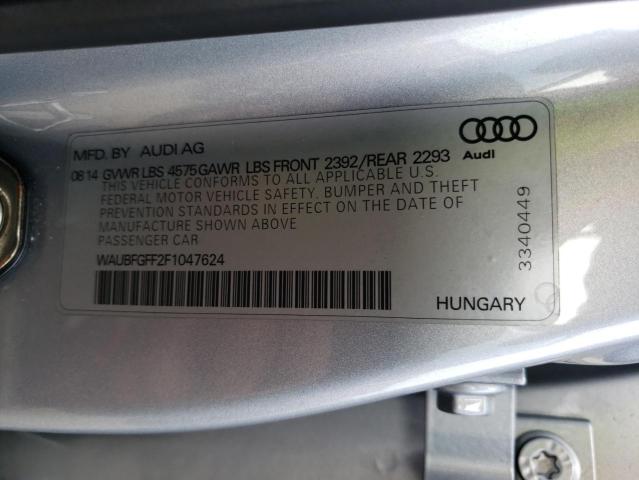 MFD. BY AUDI AG
Audi
0814 GVWR LBS 4575 GAWR LBS FRONT 2392/REAR 2293
THIS VEHICLE CONFORMS TO ALL APPLICABLE U.S.
FEDERAL MOTOR VEHICLE SAFETY, BUMPER AND THEFT
PREVENTION STANDARDS IN EFFECT ON THE DATE OF
MANUFACTURE SHOWN ABOVE
PASSENGER CAR
WAUBFGFF2F1047624
3340449
HUNGARY